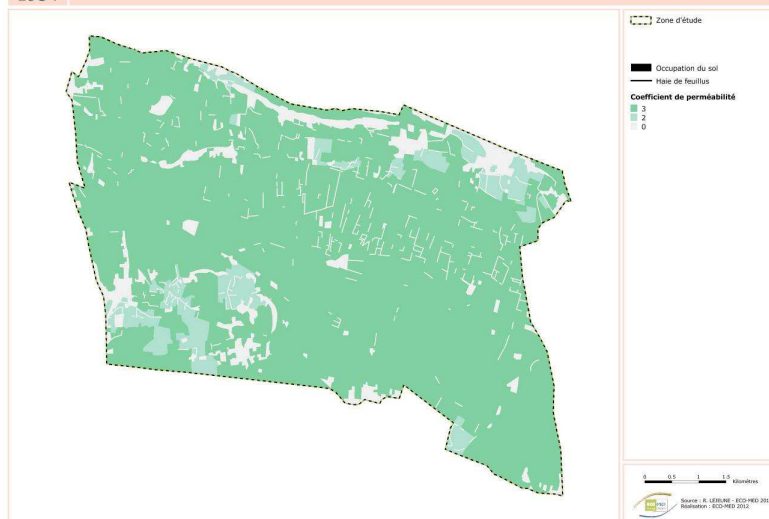 Zone d'étude
Occupation du sol
Haie de feuillus
Coefficient de perméabilité
3
2
0
0 0.5 1 1.5
Kilomètres
Source : R. LEJEUNE - ECO-MED 201
Réalisation : ECO-MED 2012